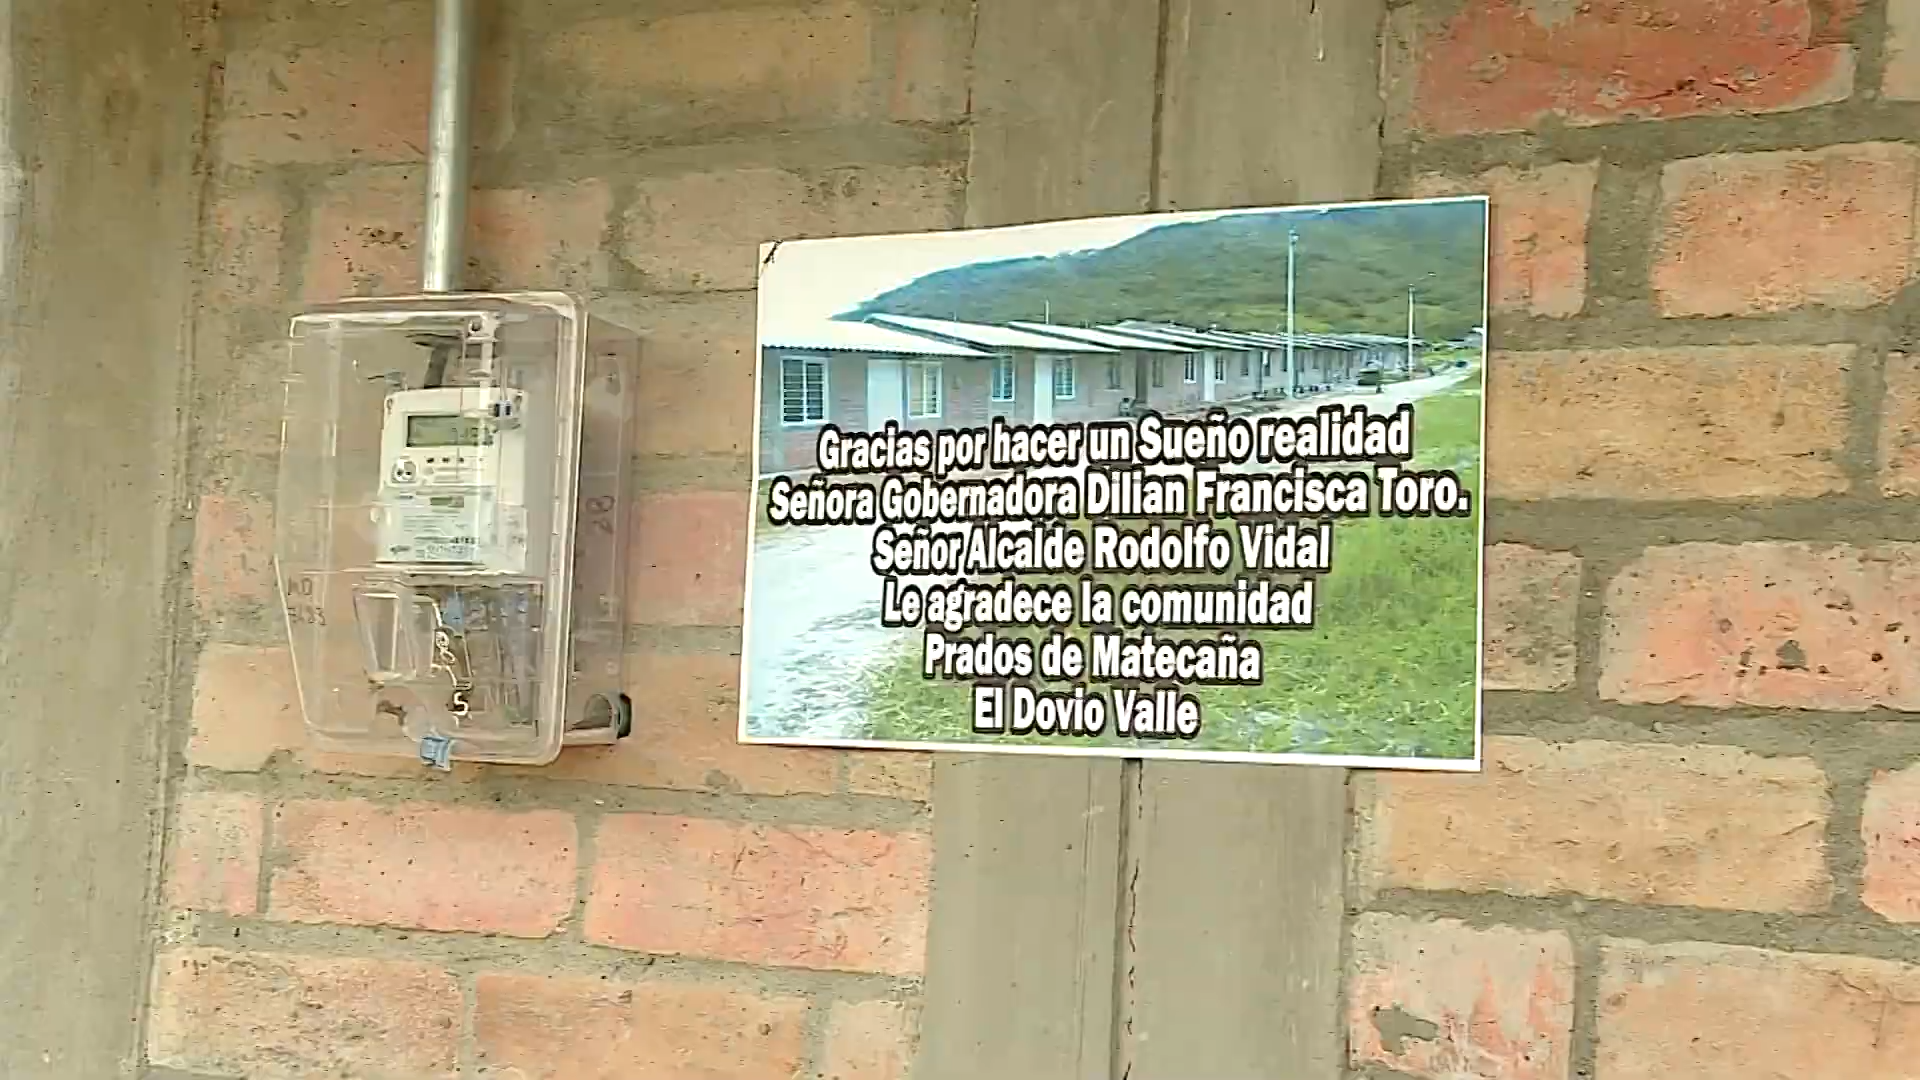 Gracias por hacer un Sueño realidad
Señora Gobernadora Dilian Francisca Toro.
Señor Alcalde Rodolfo Vidal
Le agradece la comunidad
Prados de Matecaña
El Dovio Valle